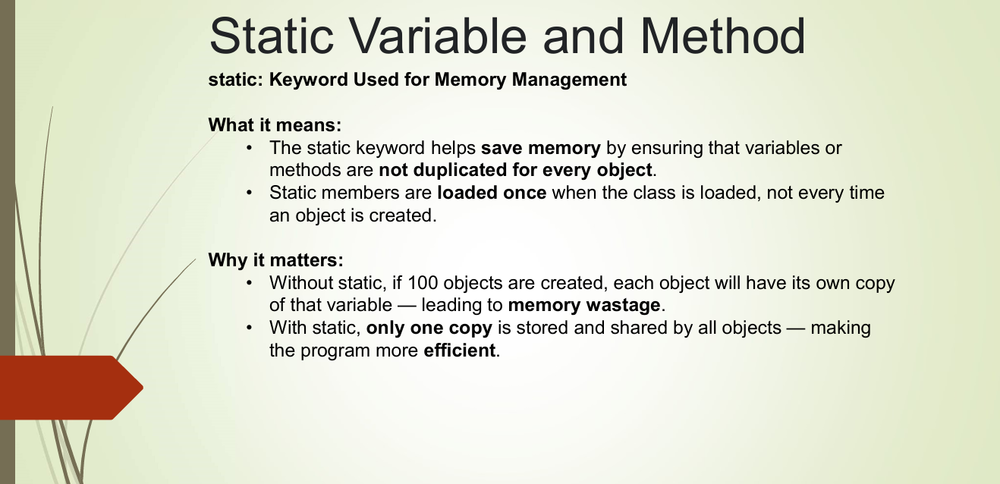 Static Variable and Method
static: Keyword Used for Memory Management
What it means:
• The static keyword helps save memory by ensuring that variables or
methods are not duplicated for every object.
• Static members are loaded once when the class is loaded, not every time
an object is created.
Why it matters:
• Without static, if 100 objects are created, each object will have its own copy
of that variable — leading to memory wastage.
• With static, only one copy is stored and shared by all objects — making
the program more efficient.